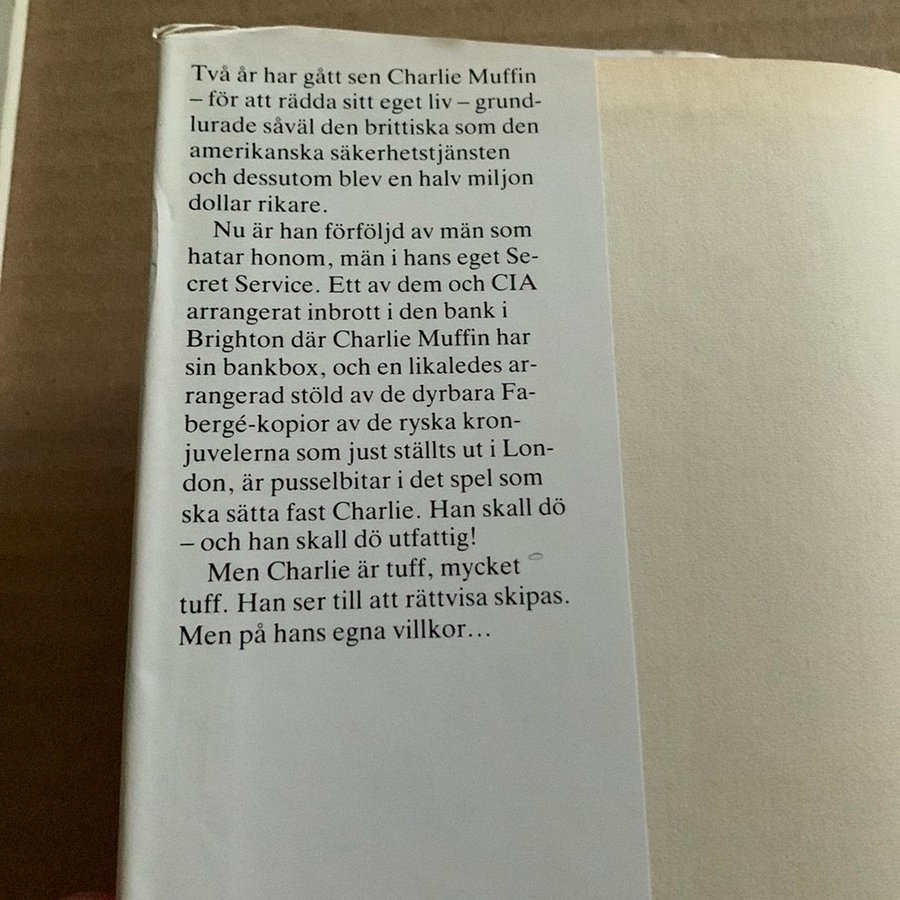 Två år har gått sen Charlie Muffin
– för att rädda sitt eget liv – grund-
lurade såväl den brittiska som den
amerikanska säkerhetstjänsten
och dessutom blev en halv miljon
dollar rikare.
Nu är han förföljd av män som
hatar honom, män i hans eget Se-
cret Service. Ett av dem och CIA
arrangerat inbrott i den bank i
Brighton där Charlie Muffin har
sin bankbox, och en likaledes ar-
rangerad stöld av de dyrbara Fa-
bergé-kopior av de ryska kron-
juvelerna som just ställts ut i Lon-
don, är pusselbitar i det spel som
ska sätta fast Charlie. Han skall dö
– och han skall dö utfattig!
Men Charlie är tuff, mycket
tuff. Han ser till att rättvisa skipas.
Men på hans egna villkor...